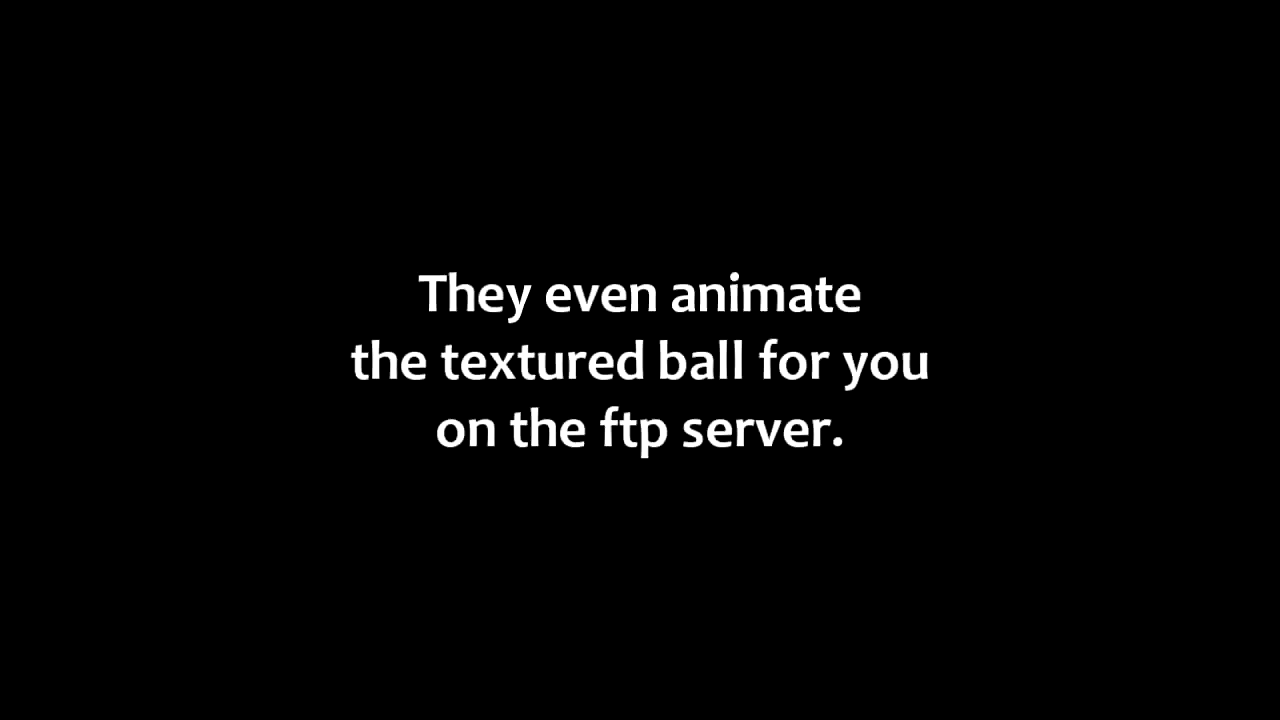 They even animate
the textured ball for you
on the ftp server.